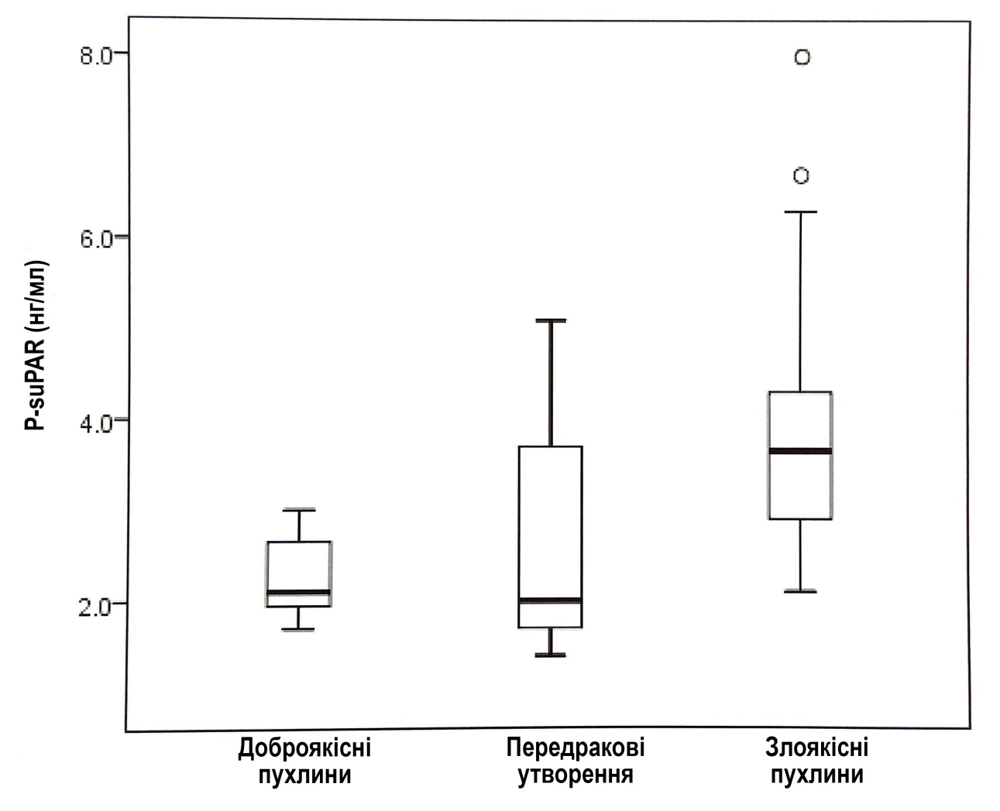 8.0
6.0
4.0
2.0
P-suPAR (нг/мл)
Доброякісні
пухлини
Передракові
утворення
Злоякісні
пухлини